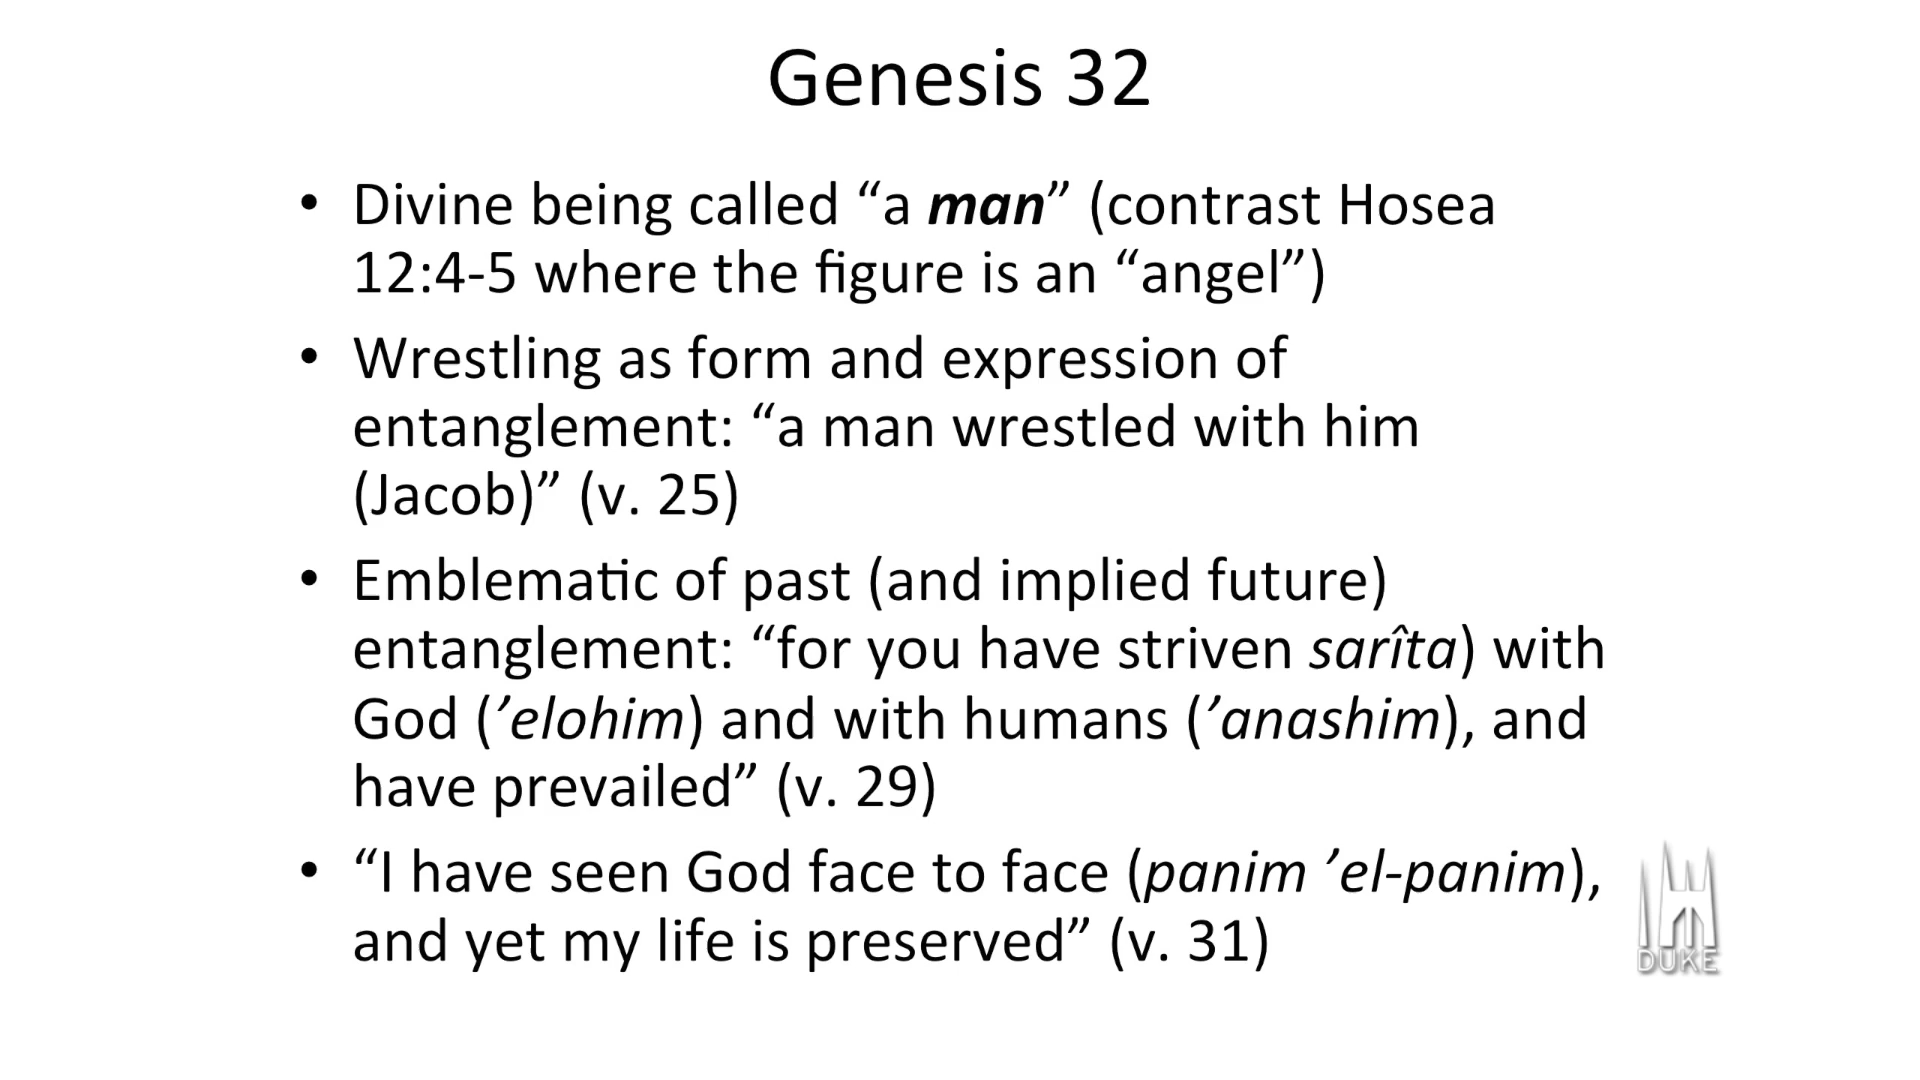 Genesis 32
• Divine being called “a man” (contrast Hosea
12:4-5 where the figure is an “angel”)
• Wrestling as form and expression of
entanglement: “a man wrestled with him
(Jacob)” (v. 25)
• Emblematic of past (and implied future)
entanglement: “for you have striven sarîta) with
God (’elohim) and with humans (’anashim), and
have prevailed” (v. 29)
• “I have seen God face to face (panim ’el-panim),
and yet my life is preserved” (v. 31)
DUKE